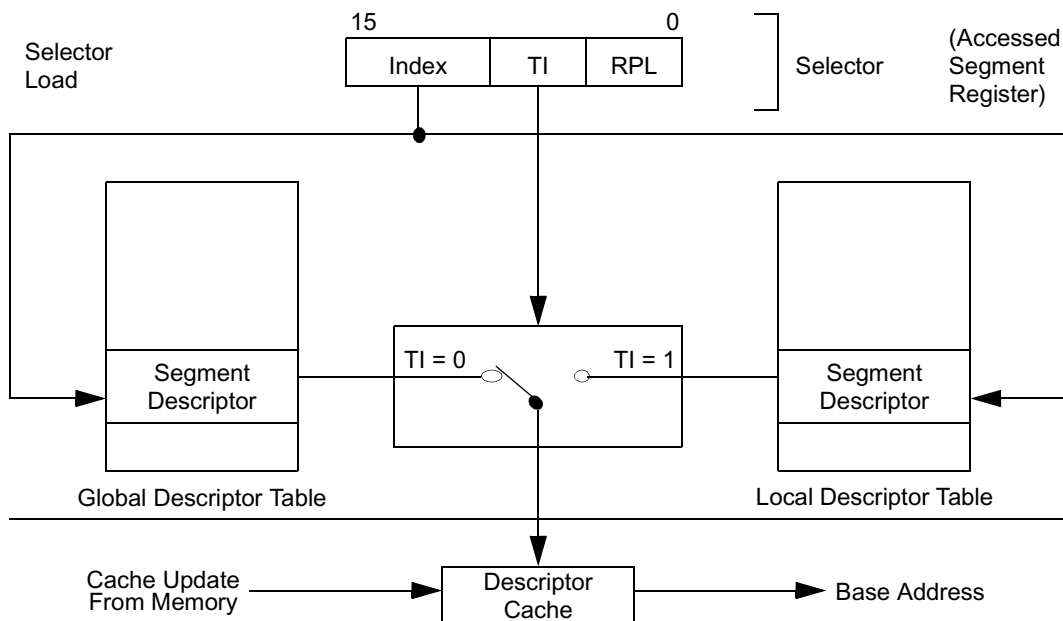 15
0
Selector
Load
Index
TI
RPL
Selector
(Accessed
Segment
Register)
TI = 0
TI = 1
Segment
Descriptor
Segment
Descriptor
Global Descriptor Table
Local Descriptor Table
Cache Update
From Memory
Descriptor
Cache
Base Address